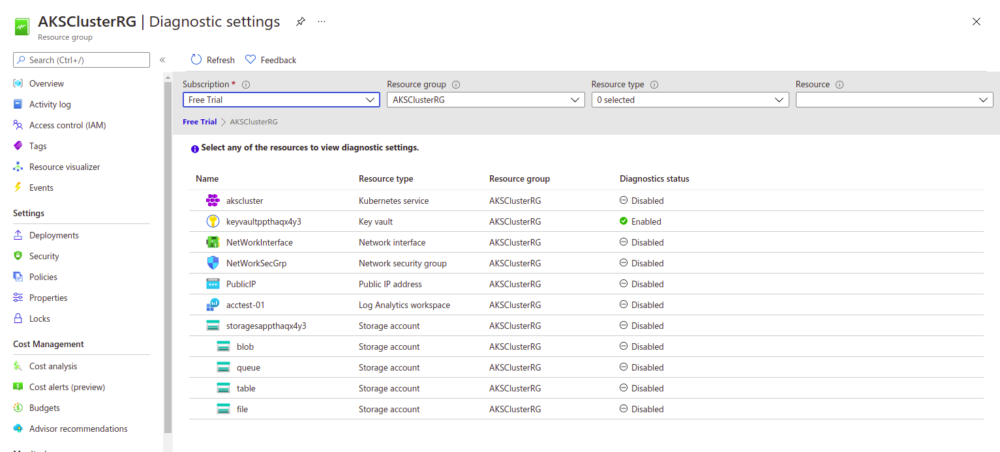 AKSClusterRG | Diagnostic settings
Resource group
Search (Ctrl+/)
Refresh Feedback
Overview
Activity log
Access control (IAM)
Tags
Resource visualizer
Events
Settings
Deployments
Security
Policies
Properties
Locks
Cost Management
Cost analysis
Cost alerts (preview)
Budgets
Advisor recommendations
Subscription * Resource group Resource type Resource
Free Trial AKSClusterRG 0 selected
Free Trial > AKSClusterRG
Select any of the resources to view diagnostic settings.
Name Resource type Resource group Diagnostics status
akscluster Kubernetes service AKSClusterRG Disabled
keyvaultppthaqx4y3 Key vault AKSClusterRG Enabled
NetWorkInterface Network interface AKSClusterRG Disabled
NetWorkSecGrp Network security group AKSClusterRG Disabled
PublicIP Public IP address AKSClusterRG Disabled
acctest-01 Log Analytics workspace AKSClusterRG Disabled
storagesappthaqx4y3 Storage account AKSClusterRG Disabled
blob Storage account AKSClusterRG Disabled
queue Storage account AKSClusterRG Disabled
table Storage account AKSClusterRG Disabled
file Storage account AKSClusterRG Disabled